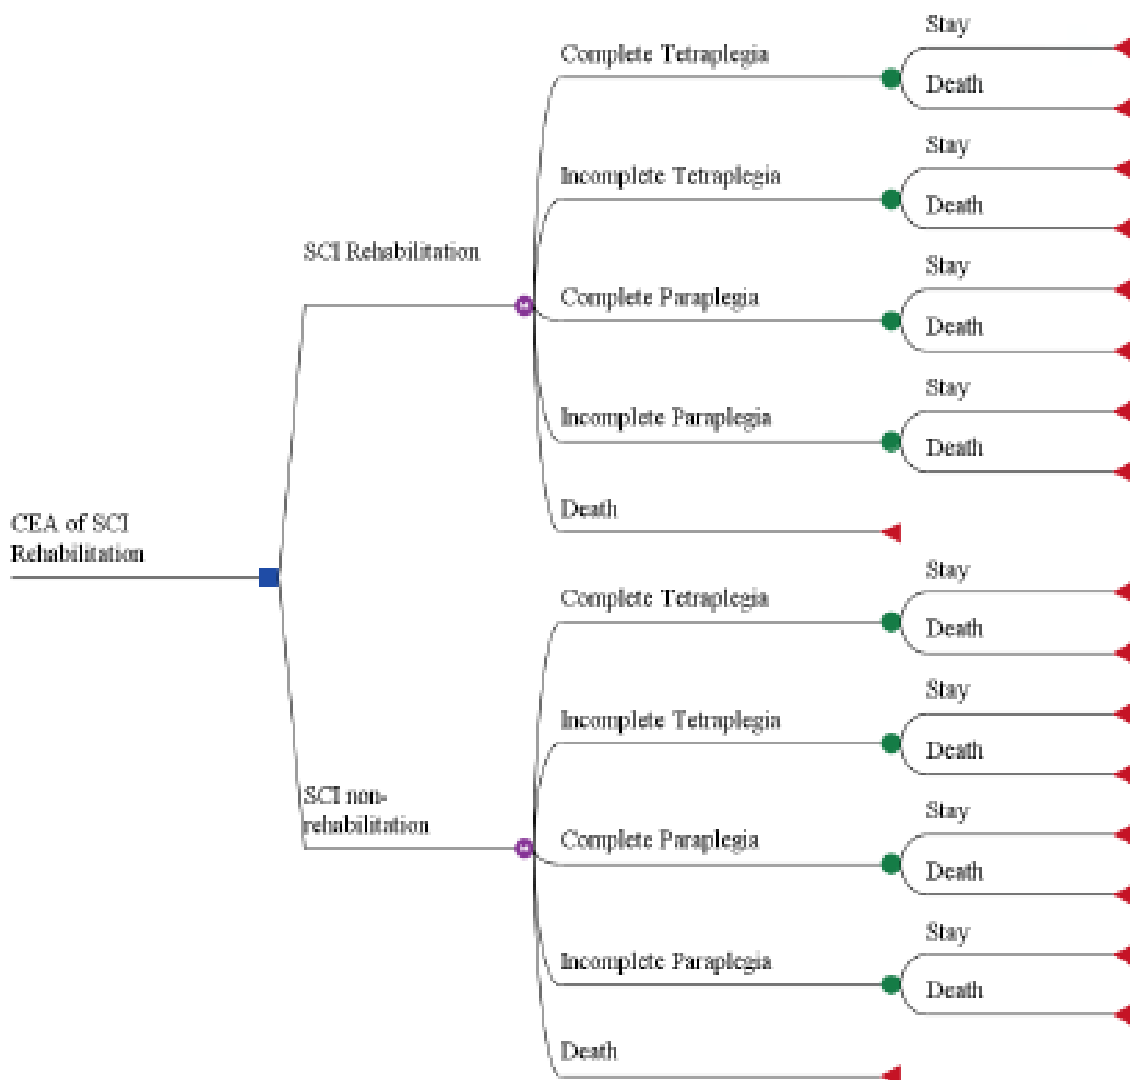 Stay
Complete Tetraplegia
Death
Stay
Incomplete Tetraplegia
Death
SCI Rehabilitation
Stay
Complete Paraplegia
Death
Stay
Incomplete Paraplegia
Death
Death
CEA of SCI
Rehabilitation
Stay
Complete Tetraplegia
Death
Stay
Incomplete Tetraplegia
Death
SCI non-
rehabilitation
Stay
Complete Paraplegia
Death
Stay
Incomplete Paraplegia
Death
Death